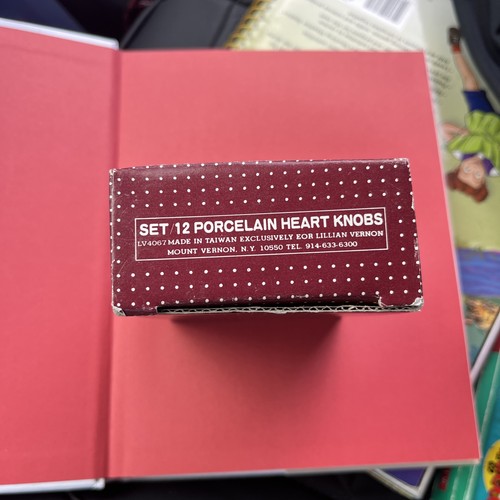 SET/12 PORCELAIN HEART KNOBS
LV4067 MADE IN TAIWAN EXCLUSIVELY EOR LILLIAN VERNON
MOUNT VERNON, N.Y. 10550 TEL. 914-633-6300